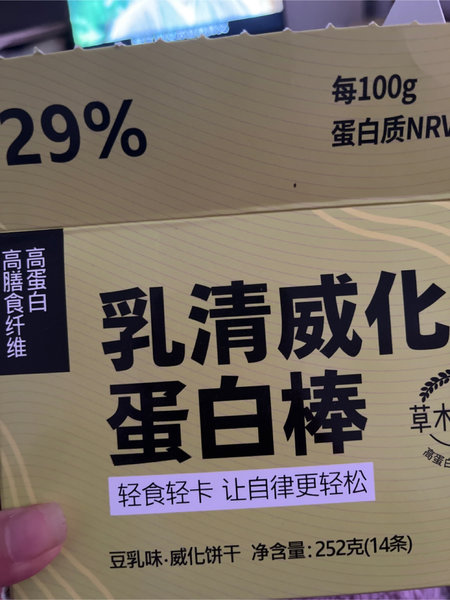 29%
每100g
蛋白质NRV
高蛋白
高膳食纤维
乳清威化
蛋白棒
草木
高蛋白
轻食轻卡 让自律更轻松
豆乳味·威化饼干 净含量:252克(14条)